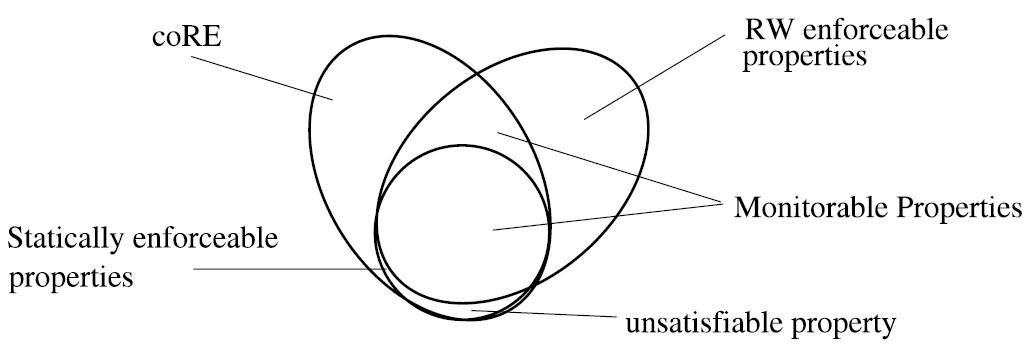 coRE
RW enforceable
properties
Monitorable Properties
Statically enforceable
properties
unsatisfiable property